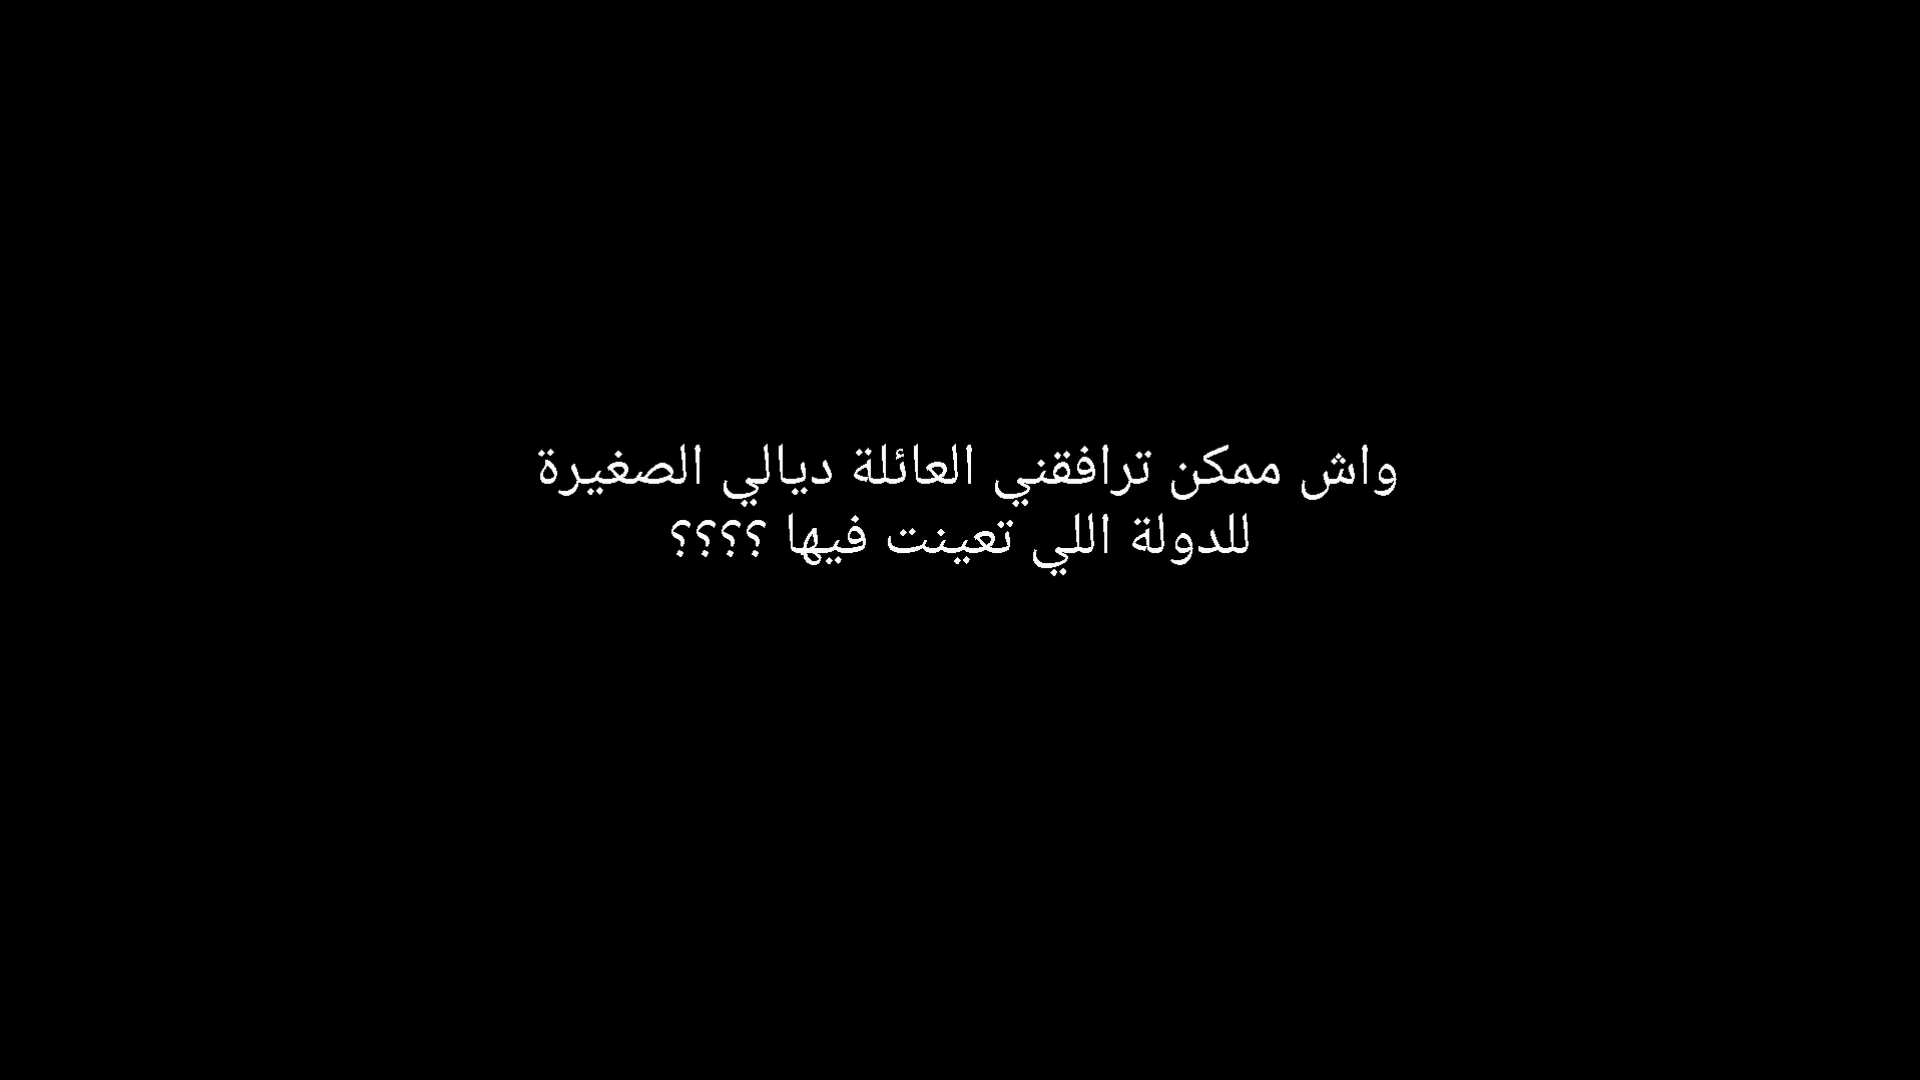 واش ممكن ترافقني العائلة ديالي الصغيرة
للدولة اللي تعينت فيها ؟؟؟؟